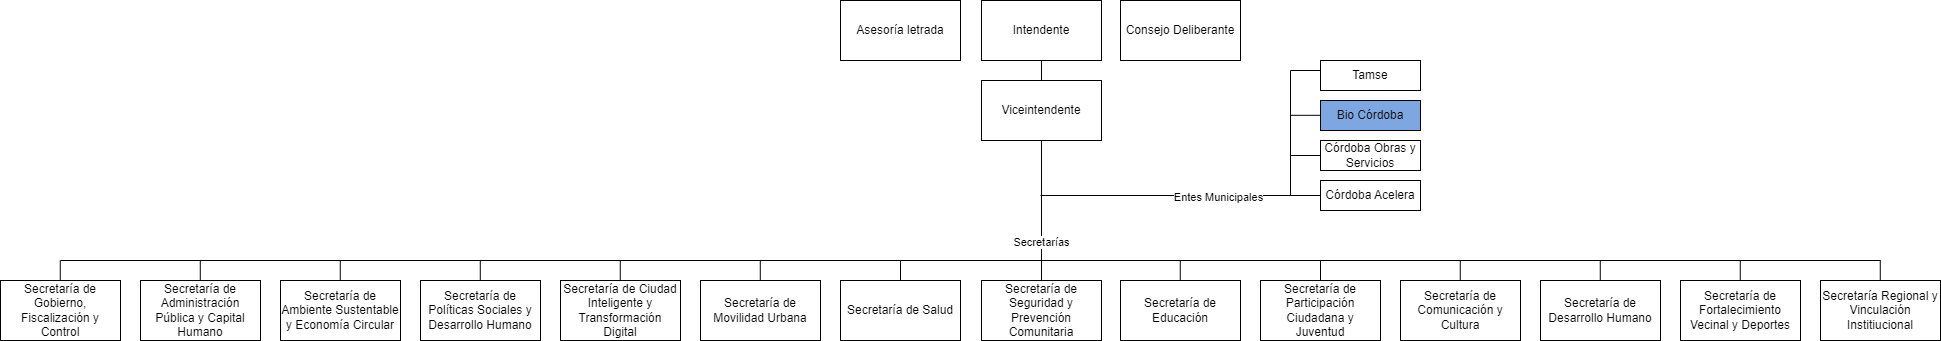 Asesoría letrada
Intendente
Consejo Deliberante
Viceintendente
Tamse
Bio Córdoba
Córdoba Obras y
Servicios
Córdoba Acelera
Entes Municipales
Secretarías
Secretaría de
Gobierno,
Fiscalización y
Control
Secretaría de
Administración
Pública y Capital
Humano
Secretaría de
Ambiente Sustentable
y Economía Circular
Secretaría de
Políticas Sociales y
Desarrollo Humano
Secretaría de Ciudad
Inteligente y
Transformación
Digital
Secretaría de
Movilidad Urbana
Secretaría de Salud
Secretaría de
Seguridad y
Prevención
Comunitaria
Secretaría de
Educación
Secretaría de
Participación
Ciudadana y
Juventud
Secretaría de
Comunicación y
Cultura
Secretaría de
Desarrollo Humano
Secretaría de
Fortalecimiento
Vecinal y Deportes
Secretaría Regional y
Vinculación
Institiucional